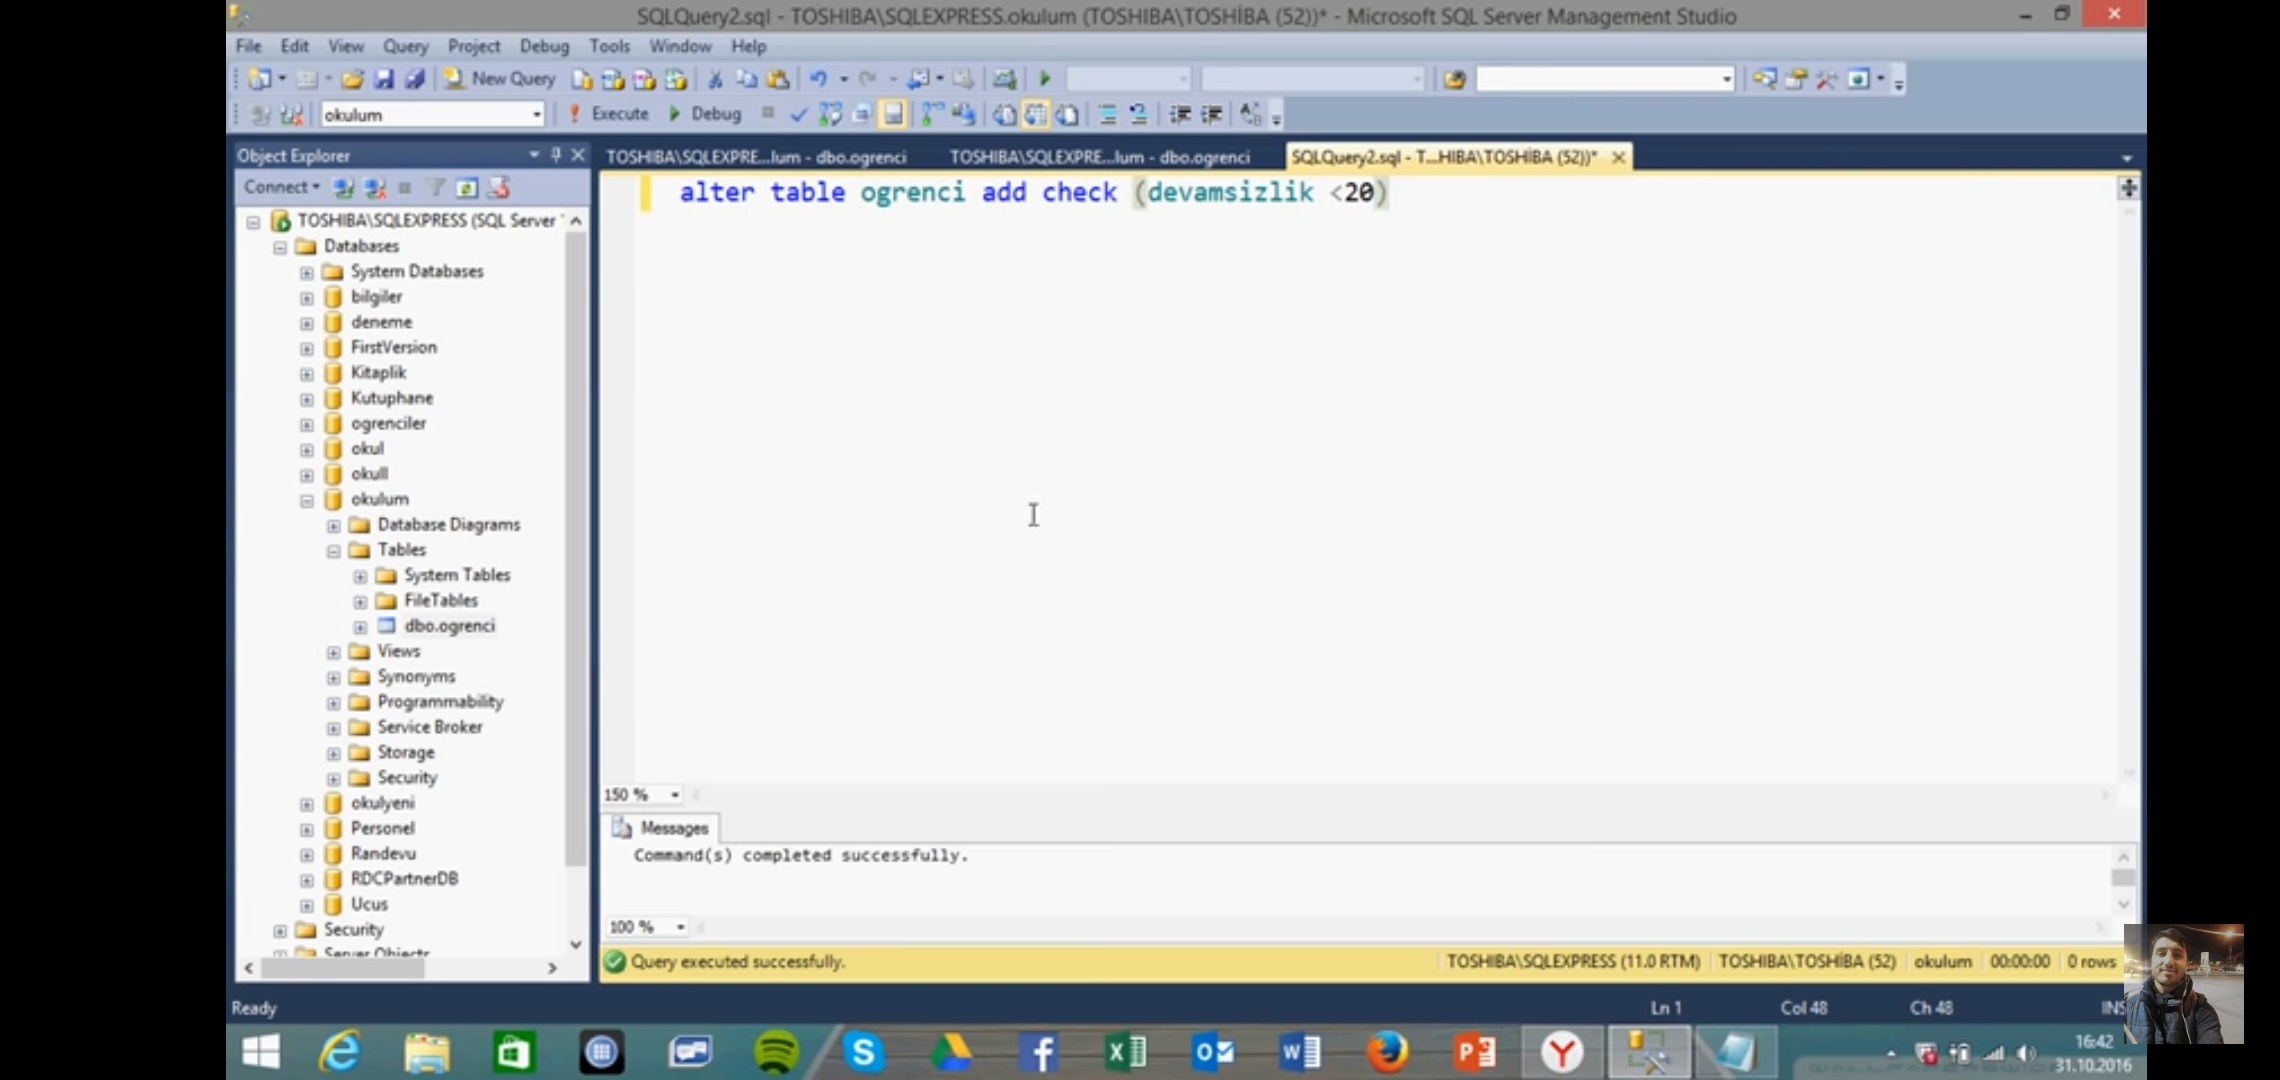 SQLQuery2.sql - TOSHIBA\SQLEXPRESS.okulum (TOSHIBA\TOSHİBA (52))* - Microsoft SQL Server Management Studio
File Edit View Query Project Debug Tools Window Help
New Query
okulum Execute Debug
Object Explorer
TOSHIBA\SQLEXPRE...lum - dbo.ogrenci TOSHIBA\SQLEXPRE...lum - dbo.ogrenci SQLQuery2.sql - T...HIBA\TOSHİBA (52))*
Connect
alter table ogrenci add check (devamsizlik <20)
TOSHIBA\SQLEXPRESS (SQL Server
Databases
System Databases
bilgiler
deneme
FirstVersion
Kitaplik
Kutuphane
ogrenciler
okul
okull
okulum
Database Diagrams
Tables
System Tables
FileTables
dbo.ogrenci
Views
Synonyms
Programmability
Service Broker
Storage
Security
okulyeni
Personel
Randevu
RDCPartnerDB
Ucus
Security
Server Objects
150 %
Messages
Command(s) completed successfully.
100 %
Query executed successfully. TOSHIBA\SQLEXPRESS (11.0 RTM) TOSHIBA\TOSHİBA (52) okulum 00:00:00 0 rows
Ready Ln 1 Col 48 Ch 48 INS
16:42
31.10.2016